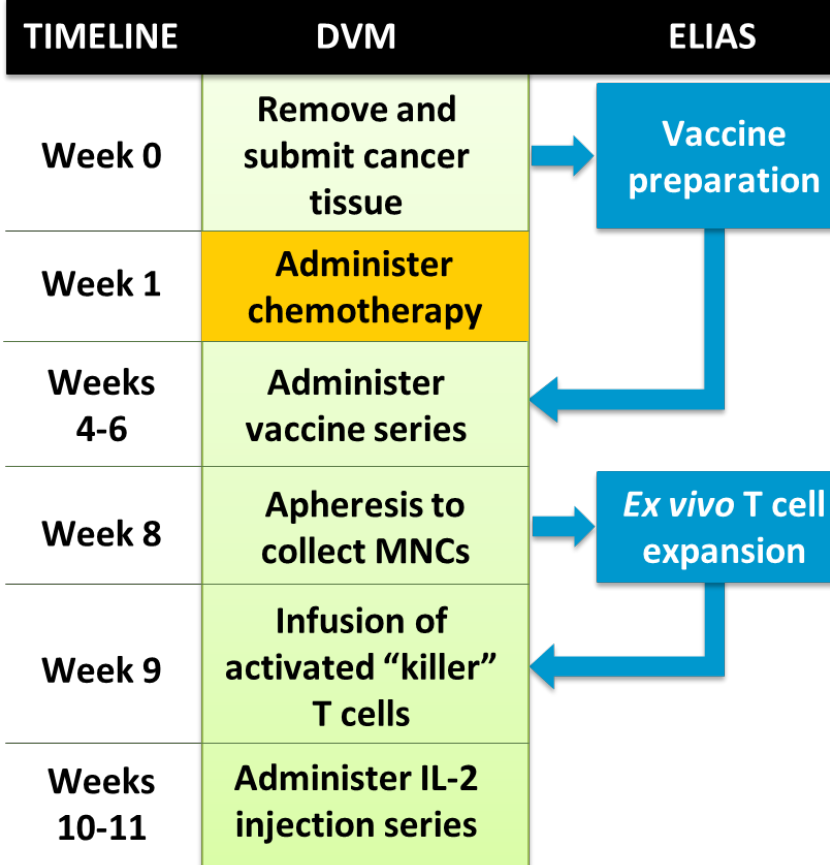 TIMELINE DVM ELIAS
Week 0
Remove and
submit cancer
tissue
Vaccine
preparation
Week 1
Administer
chemotherapy
Weeks
4-6
Administer
vaccine series
Week 8
Apheresis to
collect MNCs
Ex vivo T cell
expansion
Week 9
Infusion of
activated “killer”
T cells
Weeks
10-11
Administer IL-2
injection series